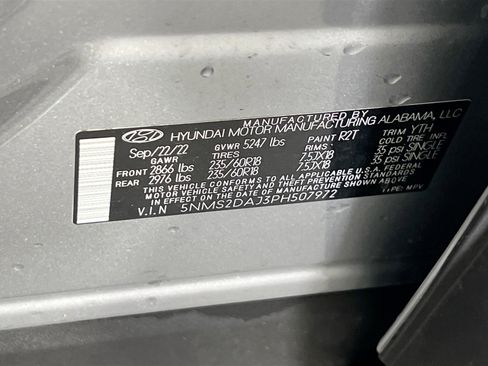 MANUFACTURED BY
HYUNDAI MOTOR MANUFACTURING ALABAMA, LLC
Sep/22/22 GVWR 5247 lbs PAINT R2T TRIM YTH
GAWR TIRES RIMS COLD TIRE INFL
FRONT 2866 lbs 235/60R18 7.5JX18 35 psi SINGLE
REAR 2976 lbs 235/60R18 7.5JX18 35 psi SINGLE
THIS VEHICLE CONFORMS TO ALL APPLICABLE U.S.A. FEDERAL
MOTOR VEHICLE SAFETY AND STANDARDS IN
EFFECT ON THE DATE OF MANUFACTURE SHOWN ABOVE.
V.I.N 5NMS2DAJ3PH507972 TYPE: MPV